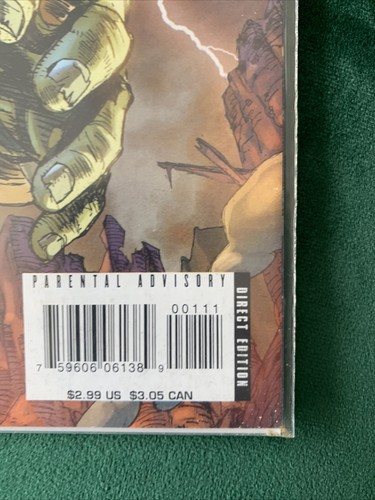 PARENTAL ADVISORY
00111
DIRECT EDITION
7 59606 06138 9
$2.99 US $3.05 CAN